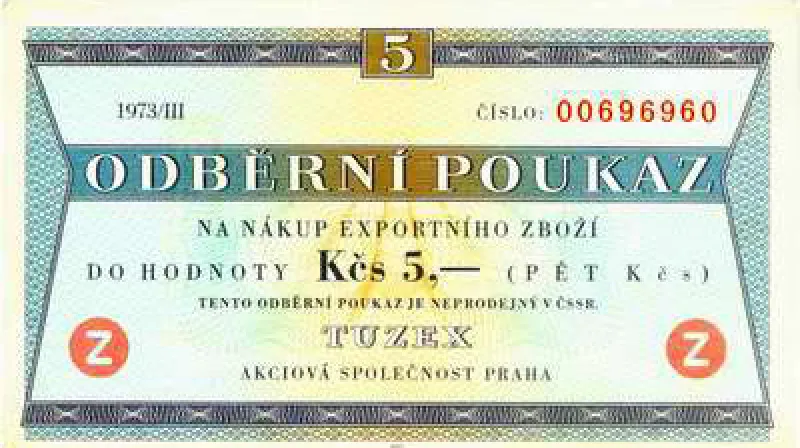 5
1973/III ČÍSLO: 00696960
ODBĚRNÍ POUKAZ
NA NÁKUP EXPORTNÍHO ZBOŽÍ
DO HODNOTY Kčs 5,— (PĚT Kčs)
TENTO ODBĚRNÍ POUKAZ JE NEPRODEJNÝ V ČSSR.
TUZEX
Z Z
AKCIOVÁ SPOLEČNOST PRAHA